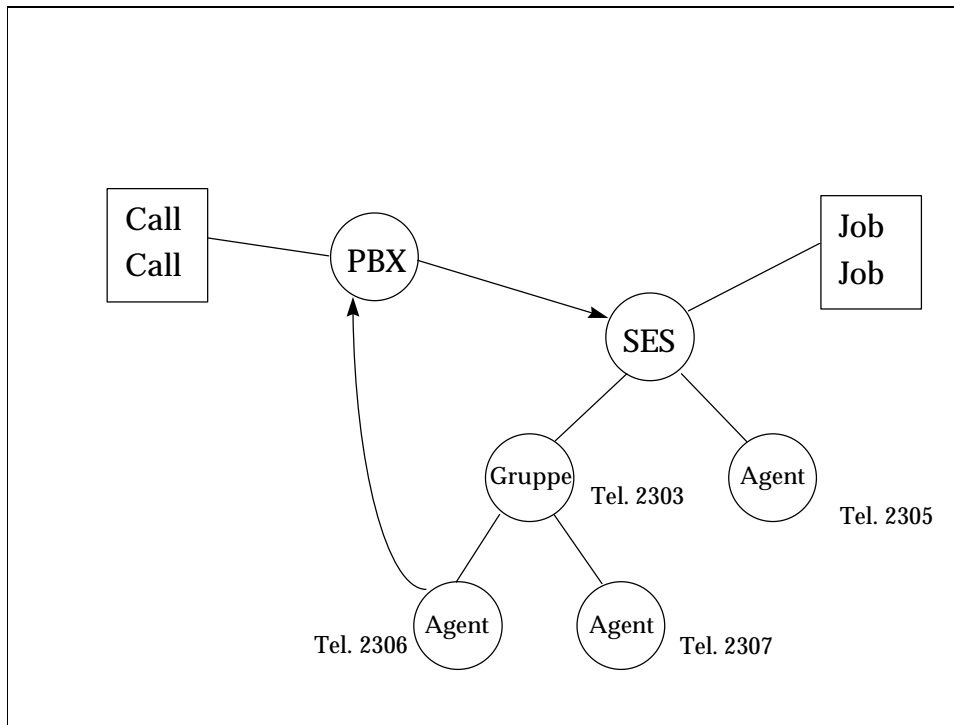 Call
Call
PBX
Job
Job
SES
Gruppe
Tel. 2303
Agent
Tel. 2305
Tel. 2306
Agent
Agent
Tel. 2307